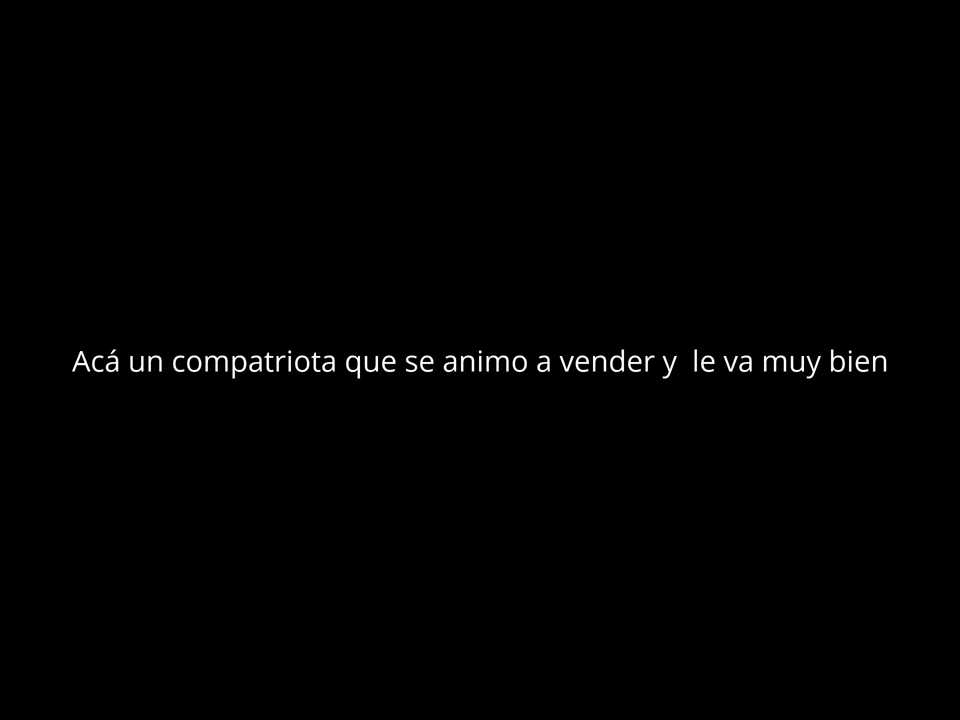 Acá un compatriota que se animo a vender y  le va muy bien